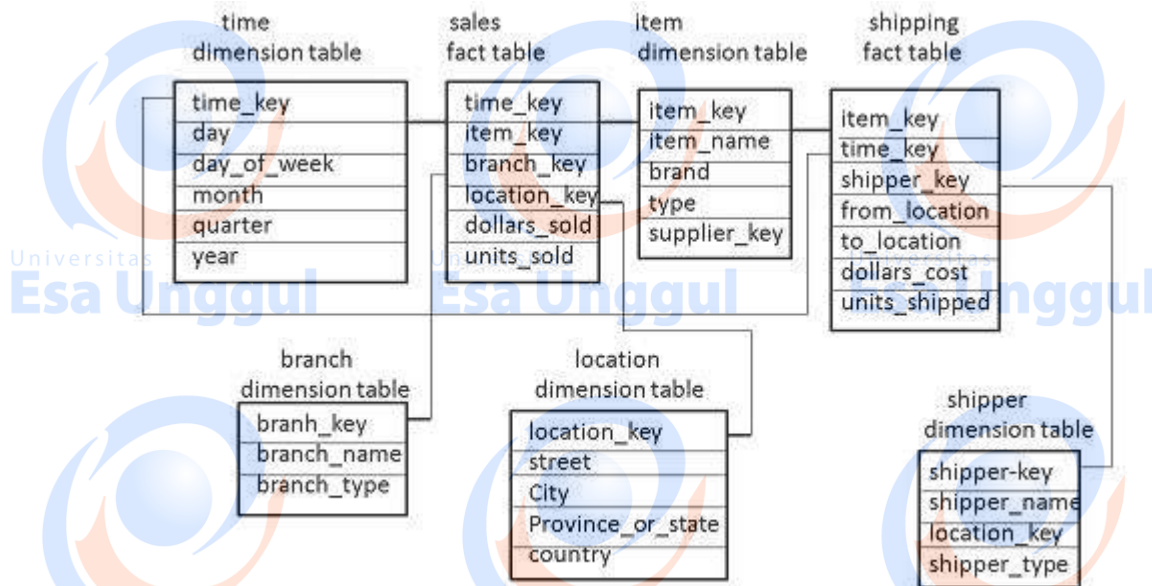 time
dimension table
time_key
day
day_of_week
month
quarter
year
sales
fact table
time_key
item_key
branch_key
location_key
dollars_sold
units_sold
item
dimension table
item_key
item_name
brand
type
supplier_key
shipping
fact table
item_key
time_key
shipper_key
from_location
to_location
dollars_cost
units_shipped
Universitas
Esa Unggul
Esa Unggul
Esa Unggul
branch
dimension table
branh_key
branch_name
branch_type
location
dimension table
location_key
street
City
Province_or_state
country
shipper
dimension table
shipper-key
shipper_name
location_key
shipper_type